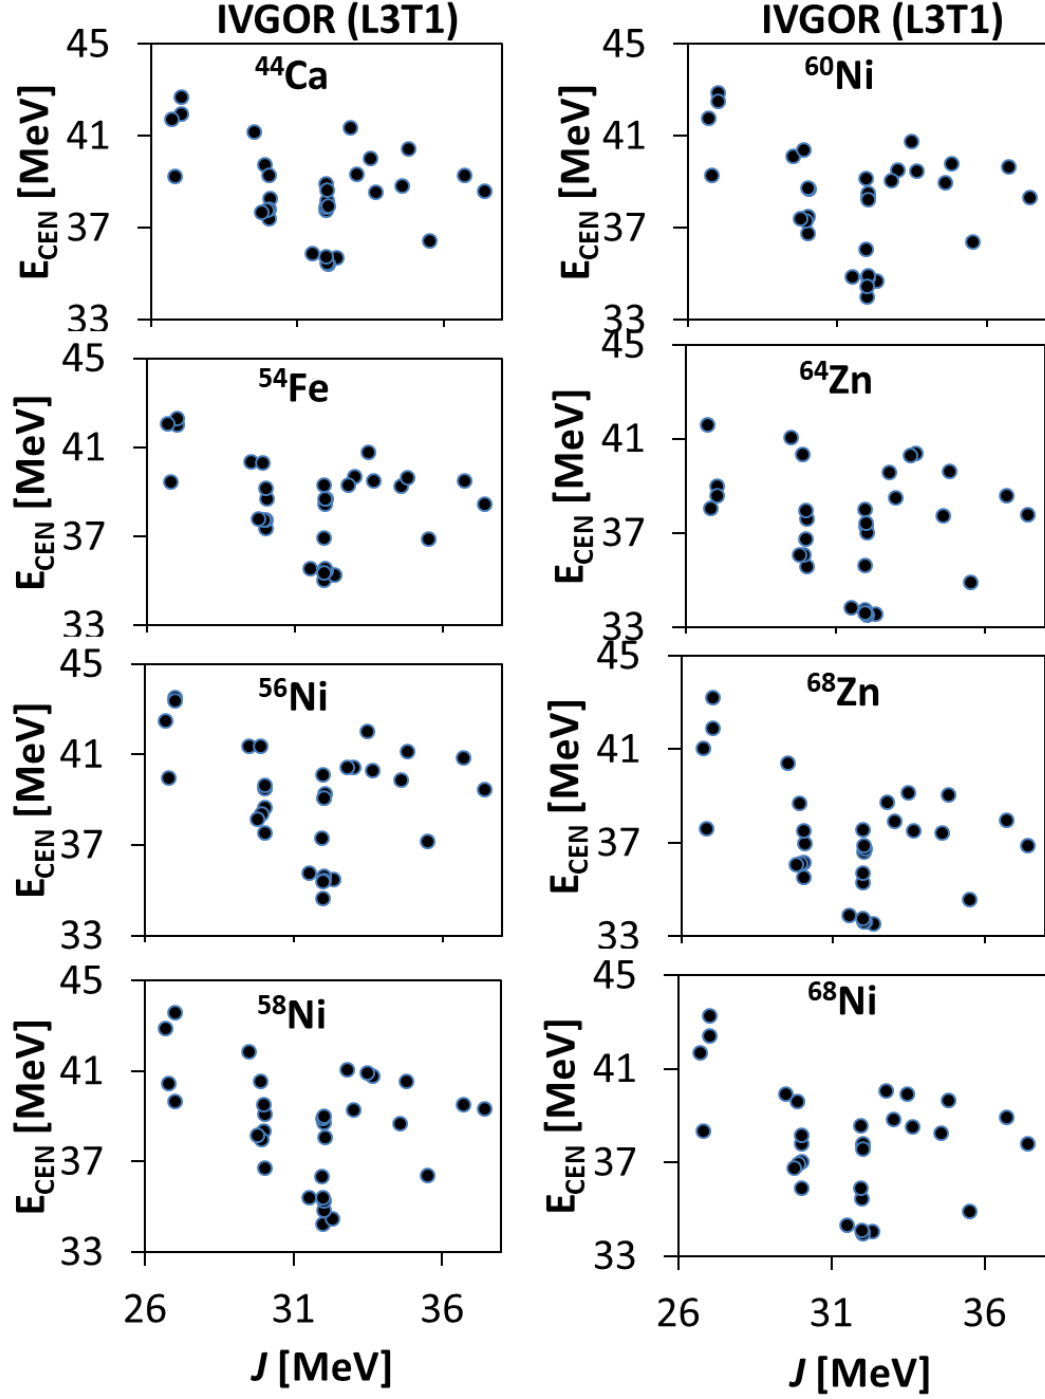 IVGOR (L3T1)
45
41
37
33
E_CEN [MeV]
⁴⁴Ca
45
41
37
33
E_CEN [MeV]
⁵⁴Fe
45
41
37
33
E_CEN [MeV]
⁵⁶Ni
45
41
37
33
E_CEN [MeV]
⁵⁸Ni
26 31 36
J [MeV]
IVGOR (L3T1)
45
41
37
33
E_CEN [MeV]
⁶⁰Ni
45
41
37
33
E_CEN [MeV]
⁶⁴Zn
45
41
37
33
E_CEN [MeV]
⁶⁸Zn
45
41
37
33
E_CEN [MeV]
⁶⁸Ni
26 31 36
J [MeV]